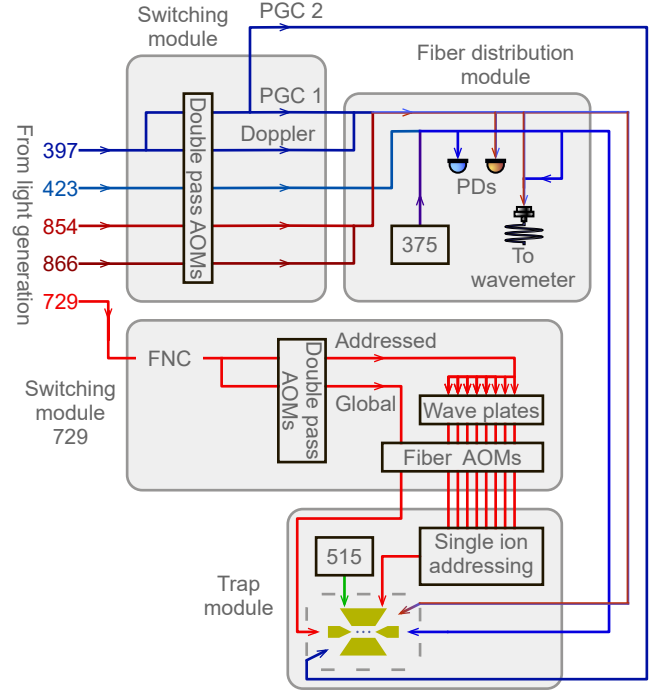 PGC 2
Switching
module
Fiber distribution
module
PGC 1
Doppler
Double pass AOMs
From light generation
397
423
854
866
729
PDs
375
To
wavemeter
Addressed
FNC
Double pass
AOMs
Global
Wave plates
Fiber AOMs
Switching
module
729
Single ion
addressing
515
Trap
module